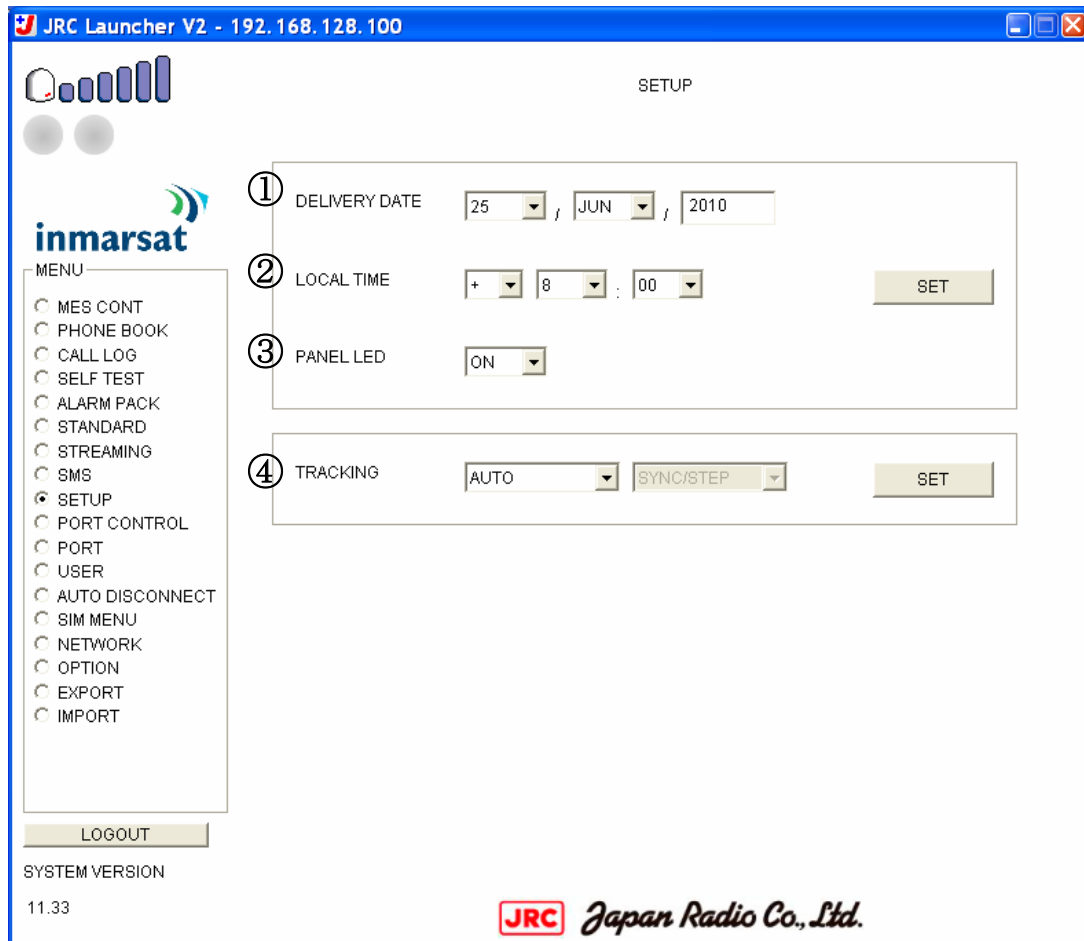 JRC Launcher V2 - 192.168.128.100
SETUP
inmarsat
MENU
MES CONT
PHONE BOOK
CALL LOG
SELF TEST
ALARM PACK
STANDARD
STREAMING
SMS
SETUP
PORT CONTROL
PORT
USER
AUTO DISCONNECT
SIM MENU
NETWORK
OPTION
EXPORT
IMPORT
LOGOUT
SYSTEM VERSION
11.33
① DELIVERY DATE 25 / JUN / 2010
② LOCAL TIME + 8 : 00 SET
③ PANEL LED ON
④ TRACKING AUTO SYNC/STEP SET
JRC Japan Radio Co., Ltd.